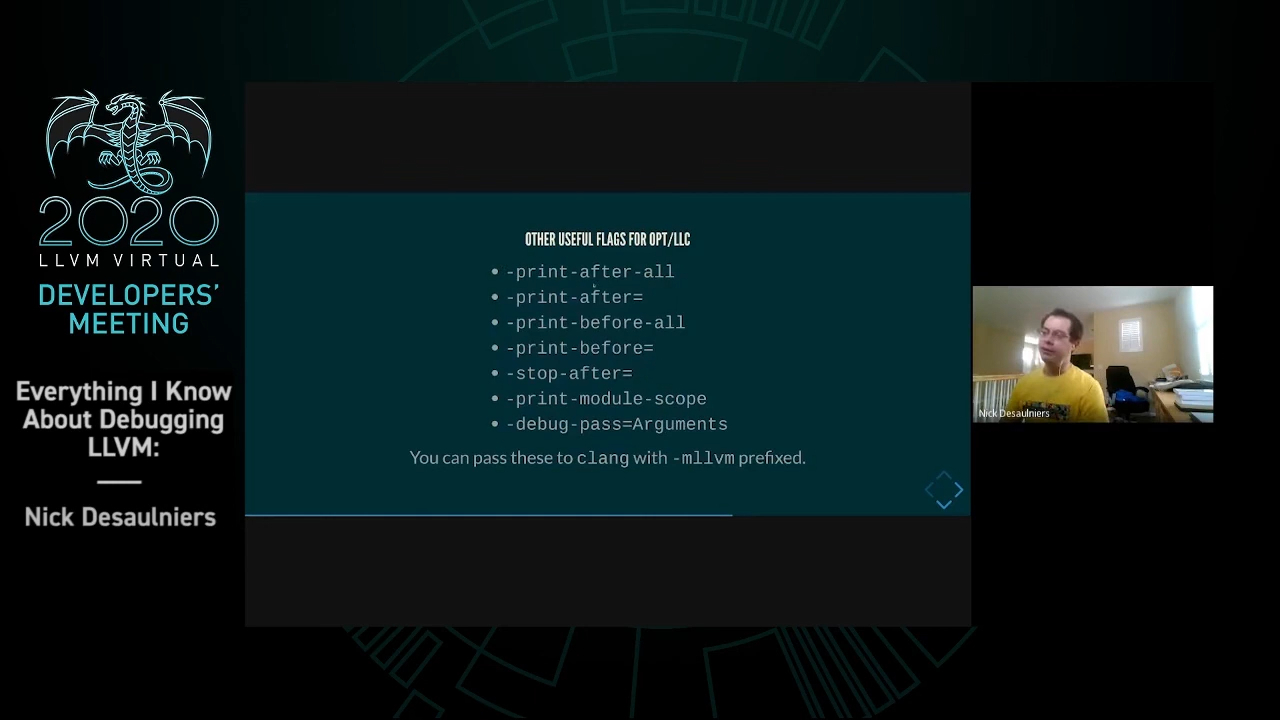 2020
LLVM VIRTUAL
DEVELOPERS'
MEETING
Everything I Know
About Debugging
LLVM:
Nick Desaulniers
OTHER USEFUL FLAGS FOR OPT/LLC
-print-after-all
-print-after=
-print-before-all
-print-before=
-stop-after=
-print-module-scope
-debug-pass=Arguments
You can pass these to clang with -mllvm prefixed.
Nick Desaulniers